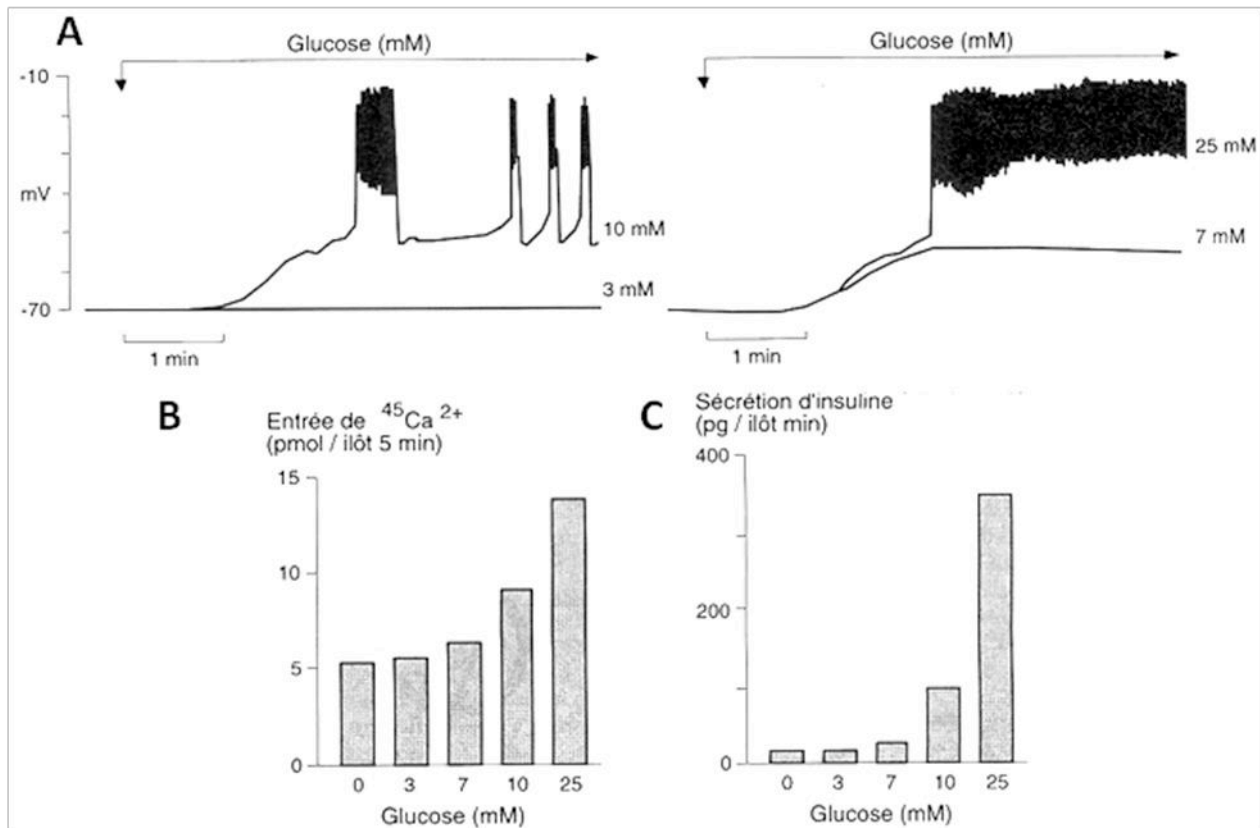 A
Glucose (mM)
-10
mV
-70
10 mM
3 mM
1 min
Glucose (mM)
25 mM
7 mM
1 min
B
Entrée de 45Ca 2+
(pmol / ilôt 5 min)
15
10
5
0
0 3 7 10 25
Glucose (mM)
C
Sécrétion d'insuline
(pg / ilôt min)
400
200
0
0 3 7 10 25
Glucose (mM)